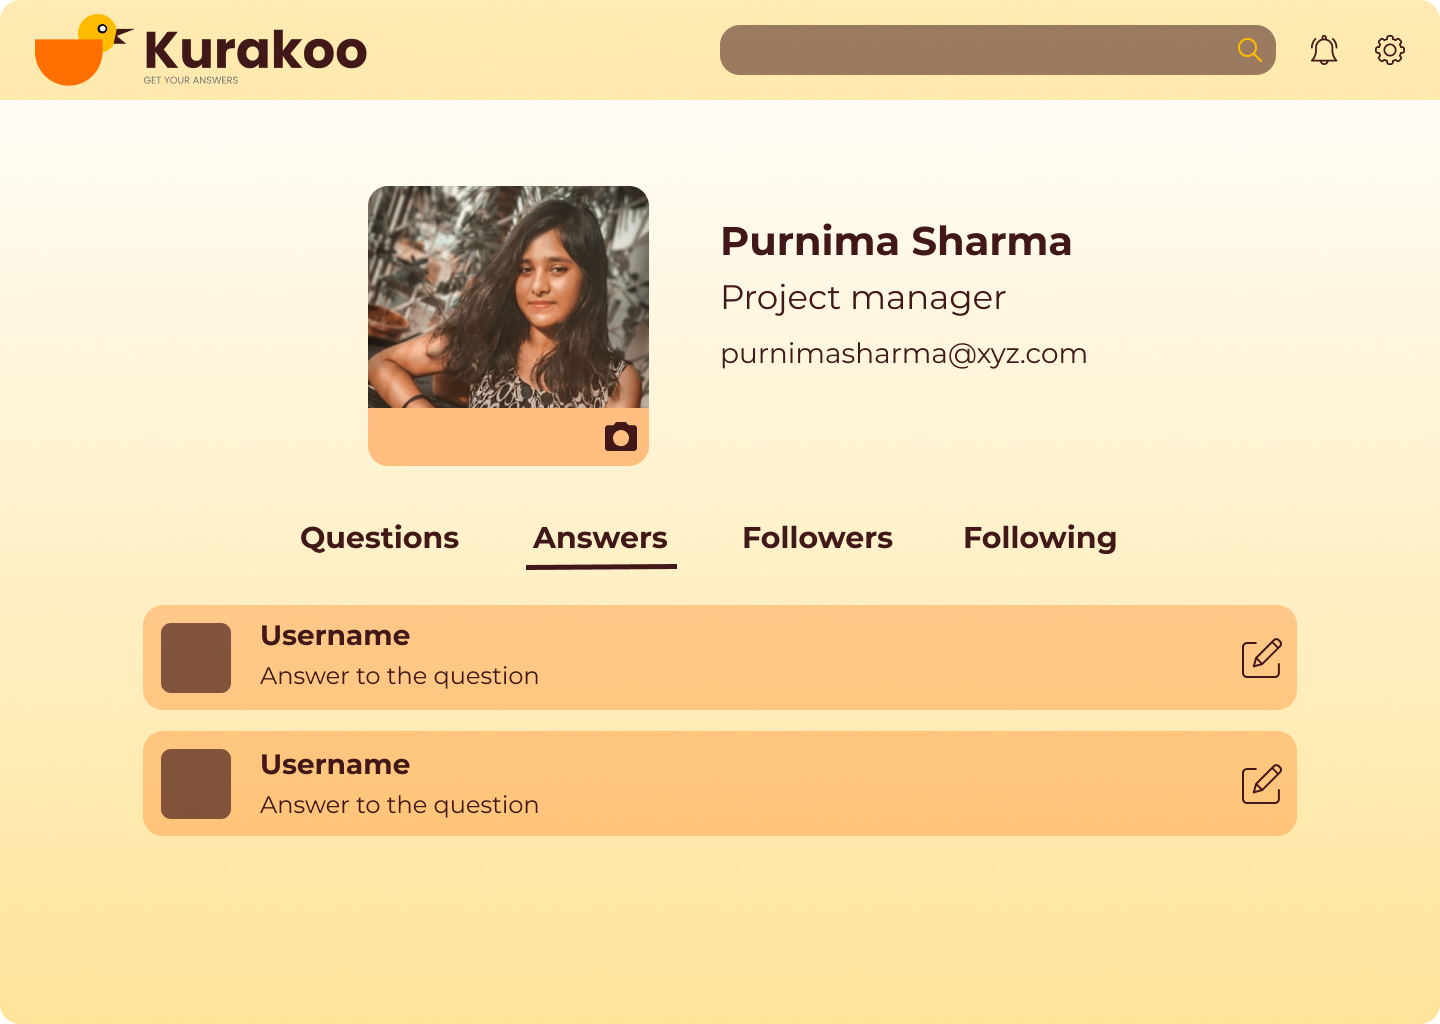 Kurakoo
GET YOUR ANSWERS
Purnima Sharma
Project manager
purnimasharma@xyz.com
Questions Answers Followers Following
Username
Answer to the question
Username
Answer to the question